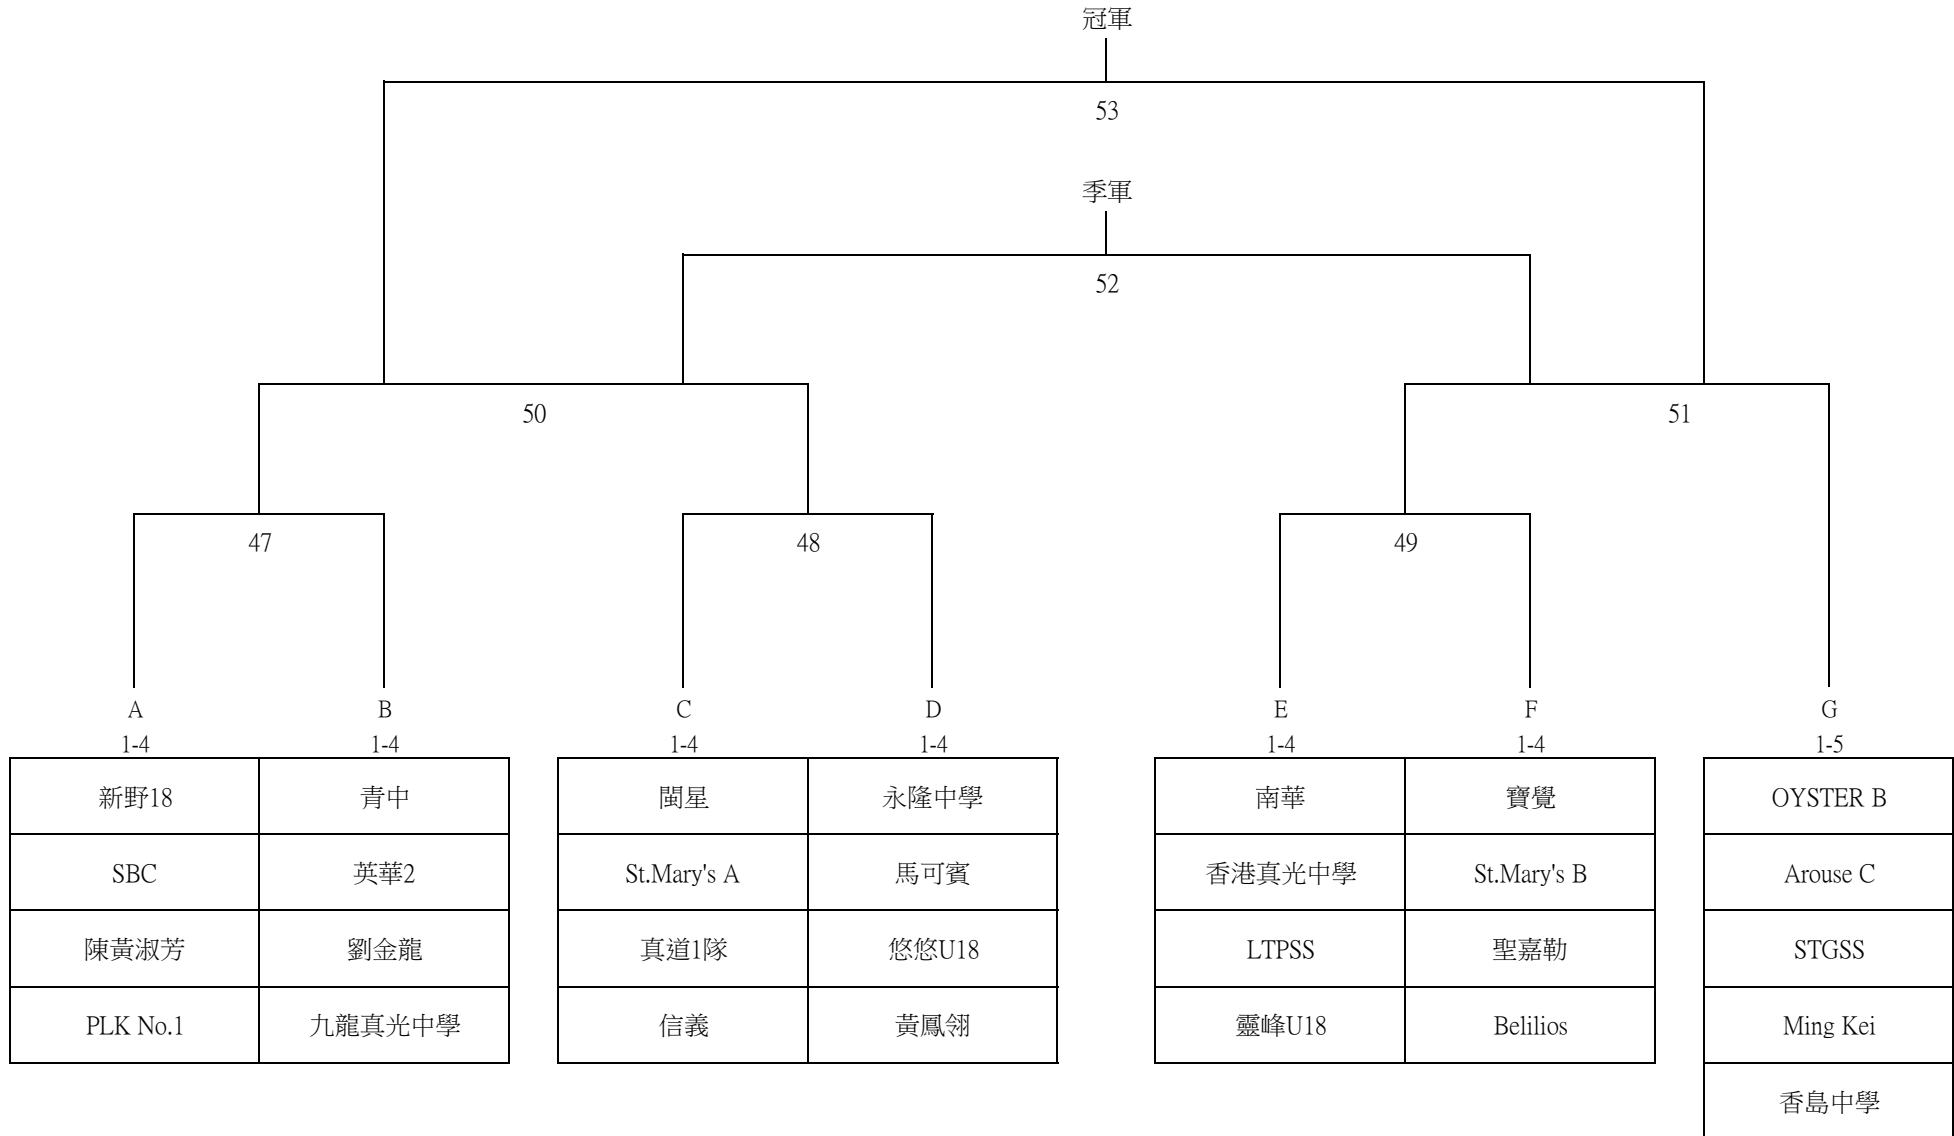 冠軍
53
季軍
52
50 51
47 48 49
A B C D E F G
1-4 1-4 1-4 1-4 1-4 1-4 1-5
新野18 青中 閩星 永隆中學 南華 寶覺 OYSTER B
SBC 英華2 St.Mary's A 馬可賓 香港真光中學 St.Mary's B Arouse C
陳黃淑芳 劉金龍 真道1隊 悠悠U18 LTPSS 聖嘉勒 STGSS
PLK No.1 九龍真光中學 信義 黃鳳翎 靈峰U18 Belilios Ming Kei
香島中學